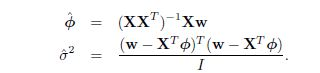 ϕ̂ = (XXᵀ)⁻¹Xw
σ̂² = (w − Xᵀϕ)ᵀ(w − Xᵀϕ) / I .